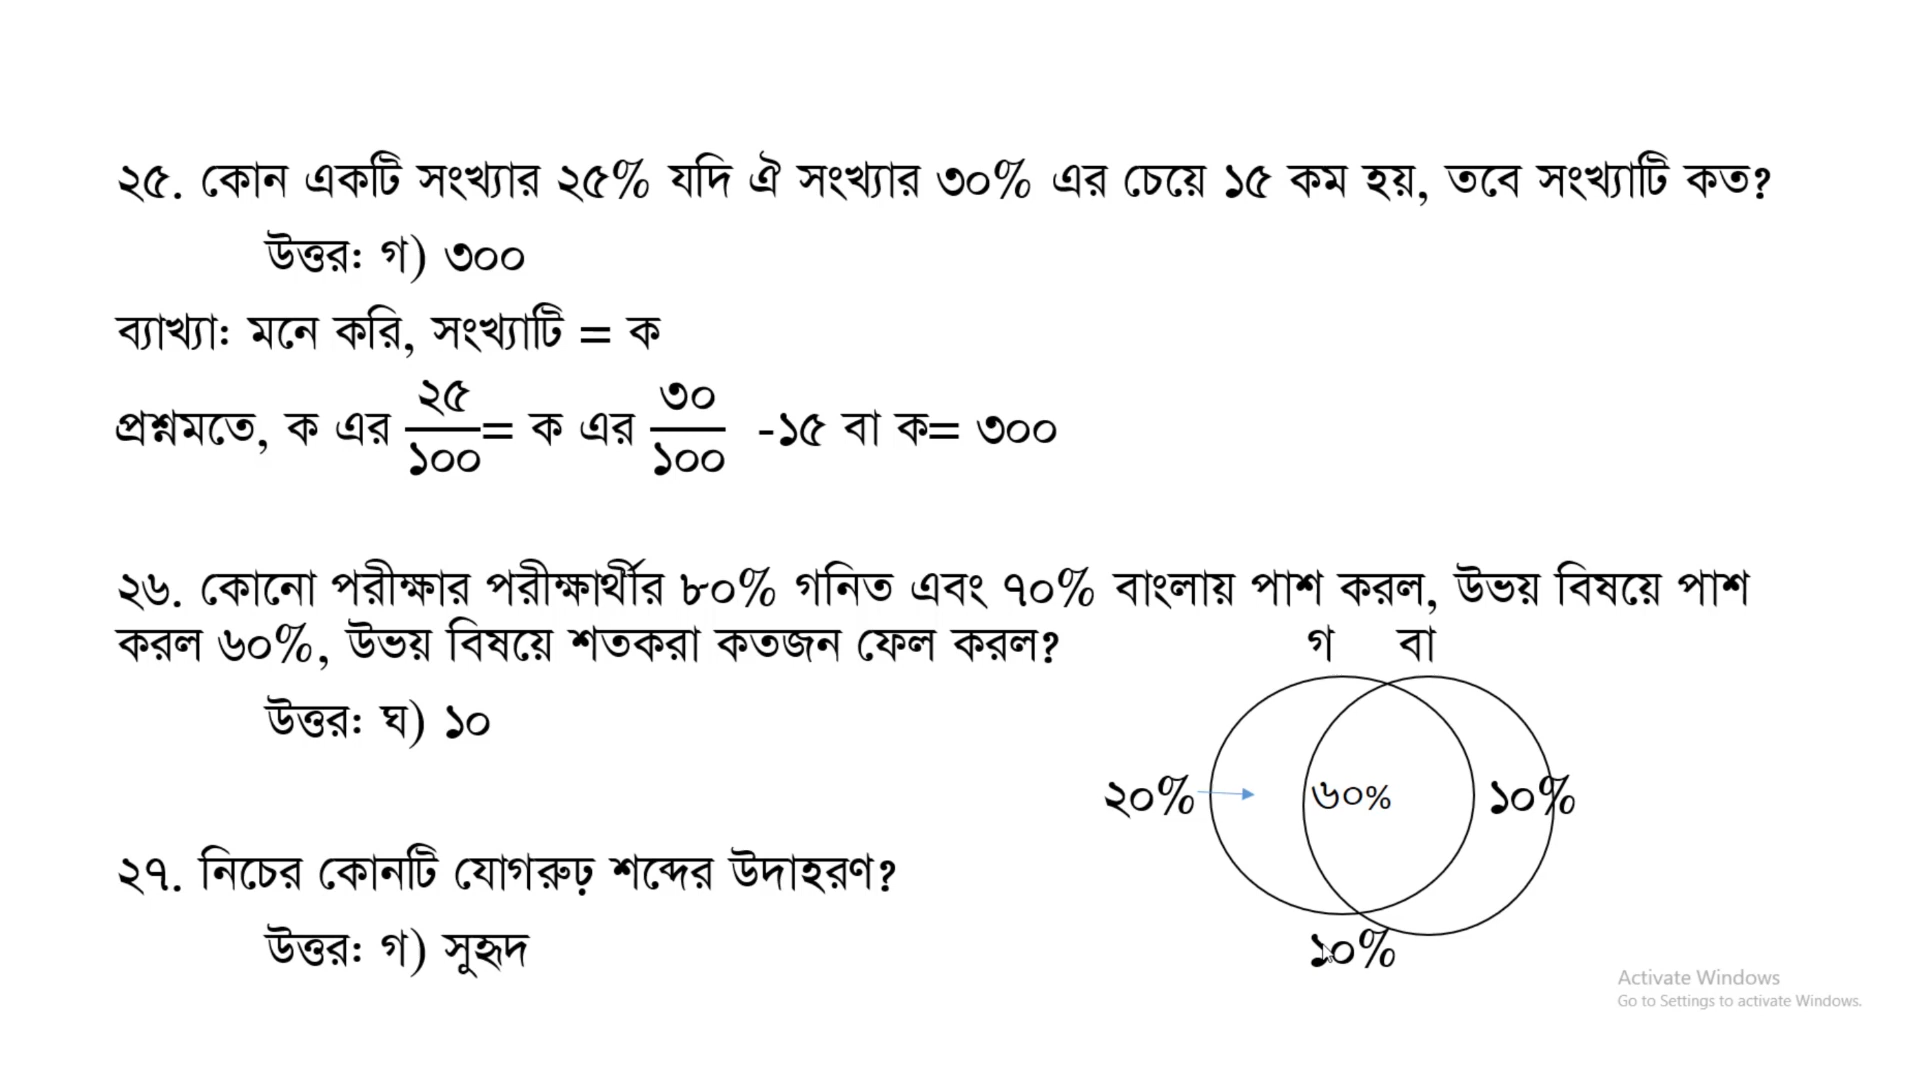 ২৫. কোন একটি সংখ্যার ২৫% যদি ঐ সংখ্যার ৩০% এর চেয়ে ১৫ কম হয়, তবে সংখ্যাটি কত?
উত্তর: গ) ৩০০
ব্যাখ্যা: মনে করি, সংখ্যাটি = ক
প্রশ্নমতে, ক এর ২৫/১০০ = ক এর ৩০/১০০ -১৫ বা ক= ৩০০
২৬. কোনো পরীক্ষার পরীক্ষার্থীর ৮০% গনিত এবং ৭০% বাংলায় পাশ করল, উভয় বিষয়ে পাশ
করল ৬০%, উভয় বিষয়ে শতকরা কতজন ফেল করল?
গ বা
উত্তর: ঘ) ১০
২০% ৬০% ১০%
২৭. নিচের কোনটি যোগরুঢ় শব্দের উদাহরণ?
উত্তর: গ) সুহৃদ
১০%
Activate Windows
Go to Settings to activate Windows.